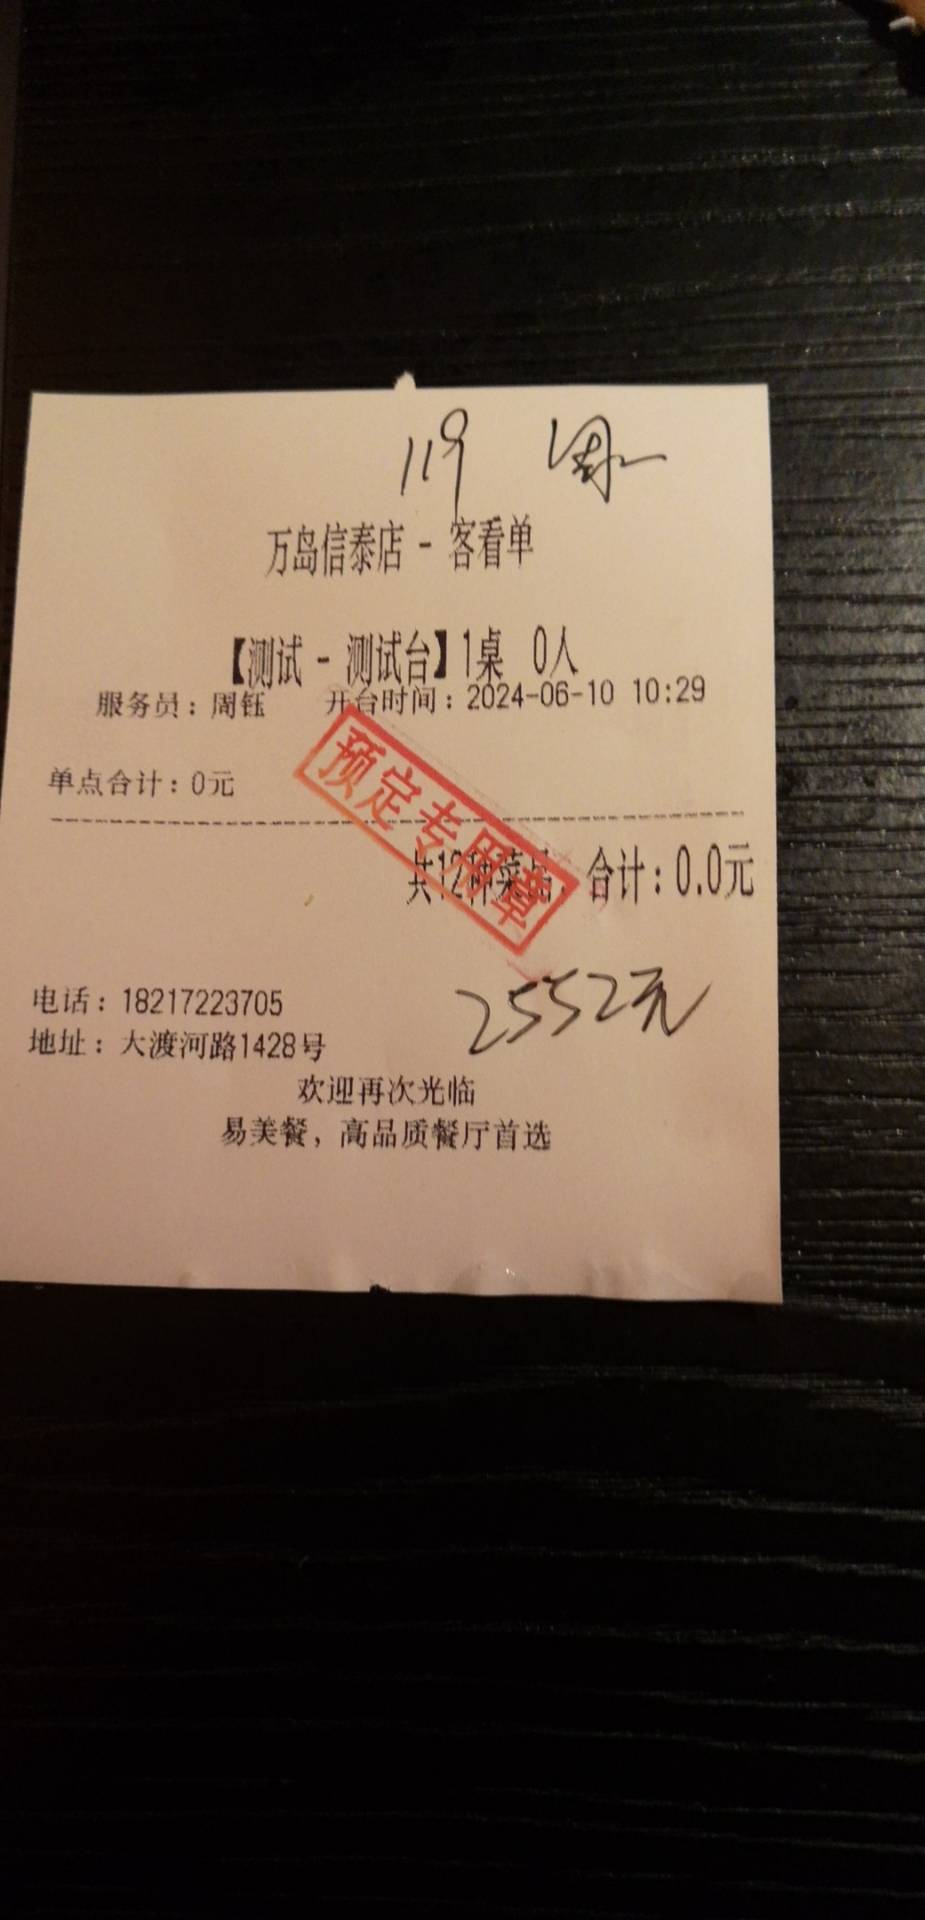 119 周
万岛信泰店 - 客看单
【测试 - 测试台】1桌 0人
服务员：周钰 开台时间：2024-06-10 10:29
单点合计：0元
预定专用章
共12种菜品 合计：0.0元
2552元
电话：18217223705
地址：大渡河路1428号
欢迎再次光临
易美餐，高品质餐厅首选